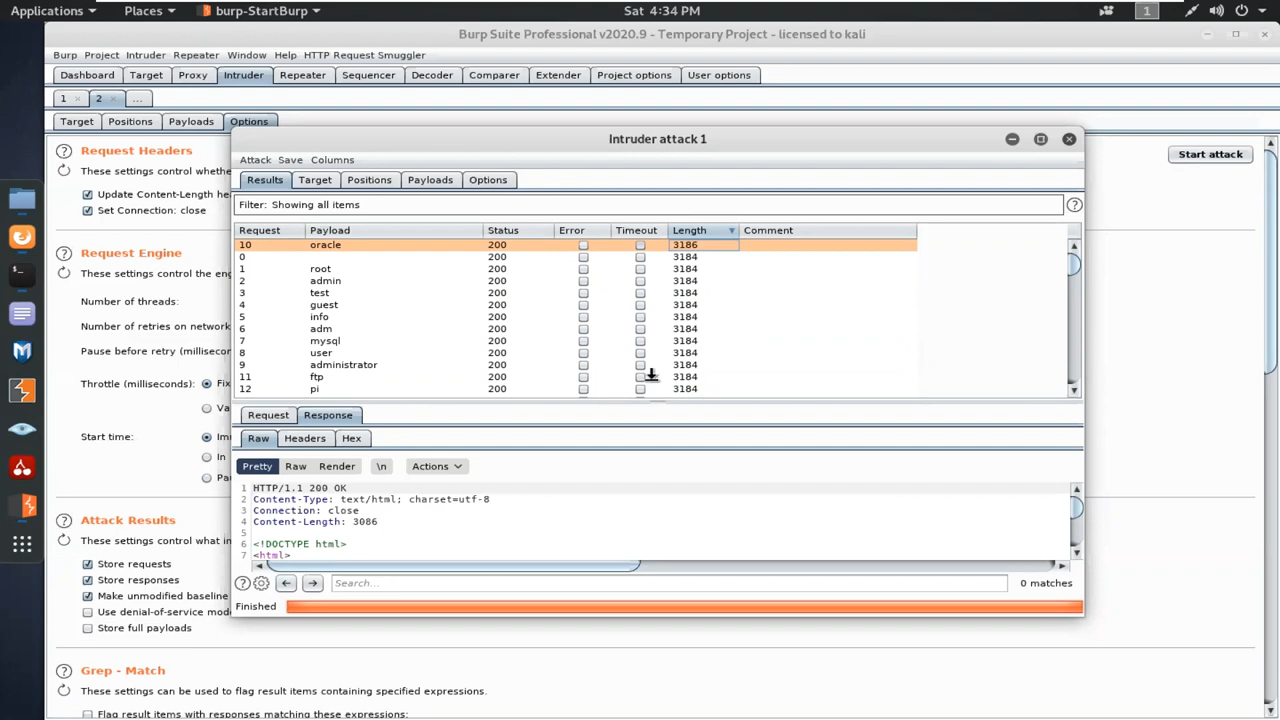 Applications Places burp-StartBurp Sat 4:34 PM 1
Burp Suite Professional v2020.9 - Temporary Project - licensed to kali
Burp Project Intruder Repeater Window Help HTTP Request Smuggler
Dashboard Target Proxy Intruder Repeater Sequencer Decoder Comparer Extender Project options User options
1 × 2 × ...
Target Positions Payloads Options
Request Headers
These settings control whethe
Update Content-Length hea
Set Connection: close
Start attack
Request Engine
These settings control the eng
Number of threads:
Number of retries on network
Pause before retry (millisecon
Throttle (milliseconds): Fix
Va
Start time: Imm
In
Pau
Attack Results
These settings control what in
Store requests
Store responses
Make unmodified baseline
Use denial-of-service mod
Store full payloads
Grep - Match
These settings can be used to flag result items containing specified expressions.
Flag result items with responses matching these expressions:
Intruder attack 1
Attack Save Columns
Results Target Positions Payloads Options
Filter: Showing all items
Request Payload Status Error Timeout Length Comment
10 oracle 200 3186
0 200 3184
1 root 200 3184
2 admin 200 3184
3 test 200 3184
4 guest 200 3184
5 info 200 3184
6 adm 200 3184
7 mysql 200 3184
8 user 200 3184
9 administrator 200 3184
11 ftp 200 3184
12 pi 200 3184
Request Response
Raw Headers Hex
Pretty Raw Render \n Actions
1 HTTP/1.1 200 OK
2 Content-Type: text/html; charset=utf-8
3 Connection: close
4 Content-Length: 3086
5
6 <!DOCTYPE html>
7 <html>
Search... 0 matches
Finished